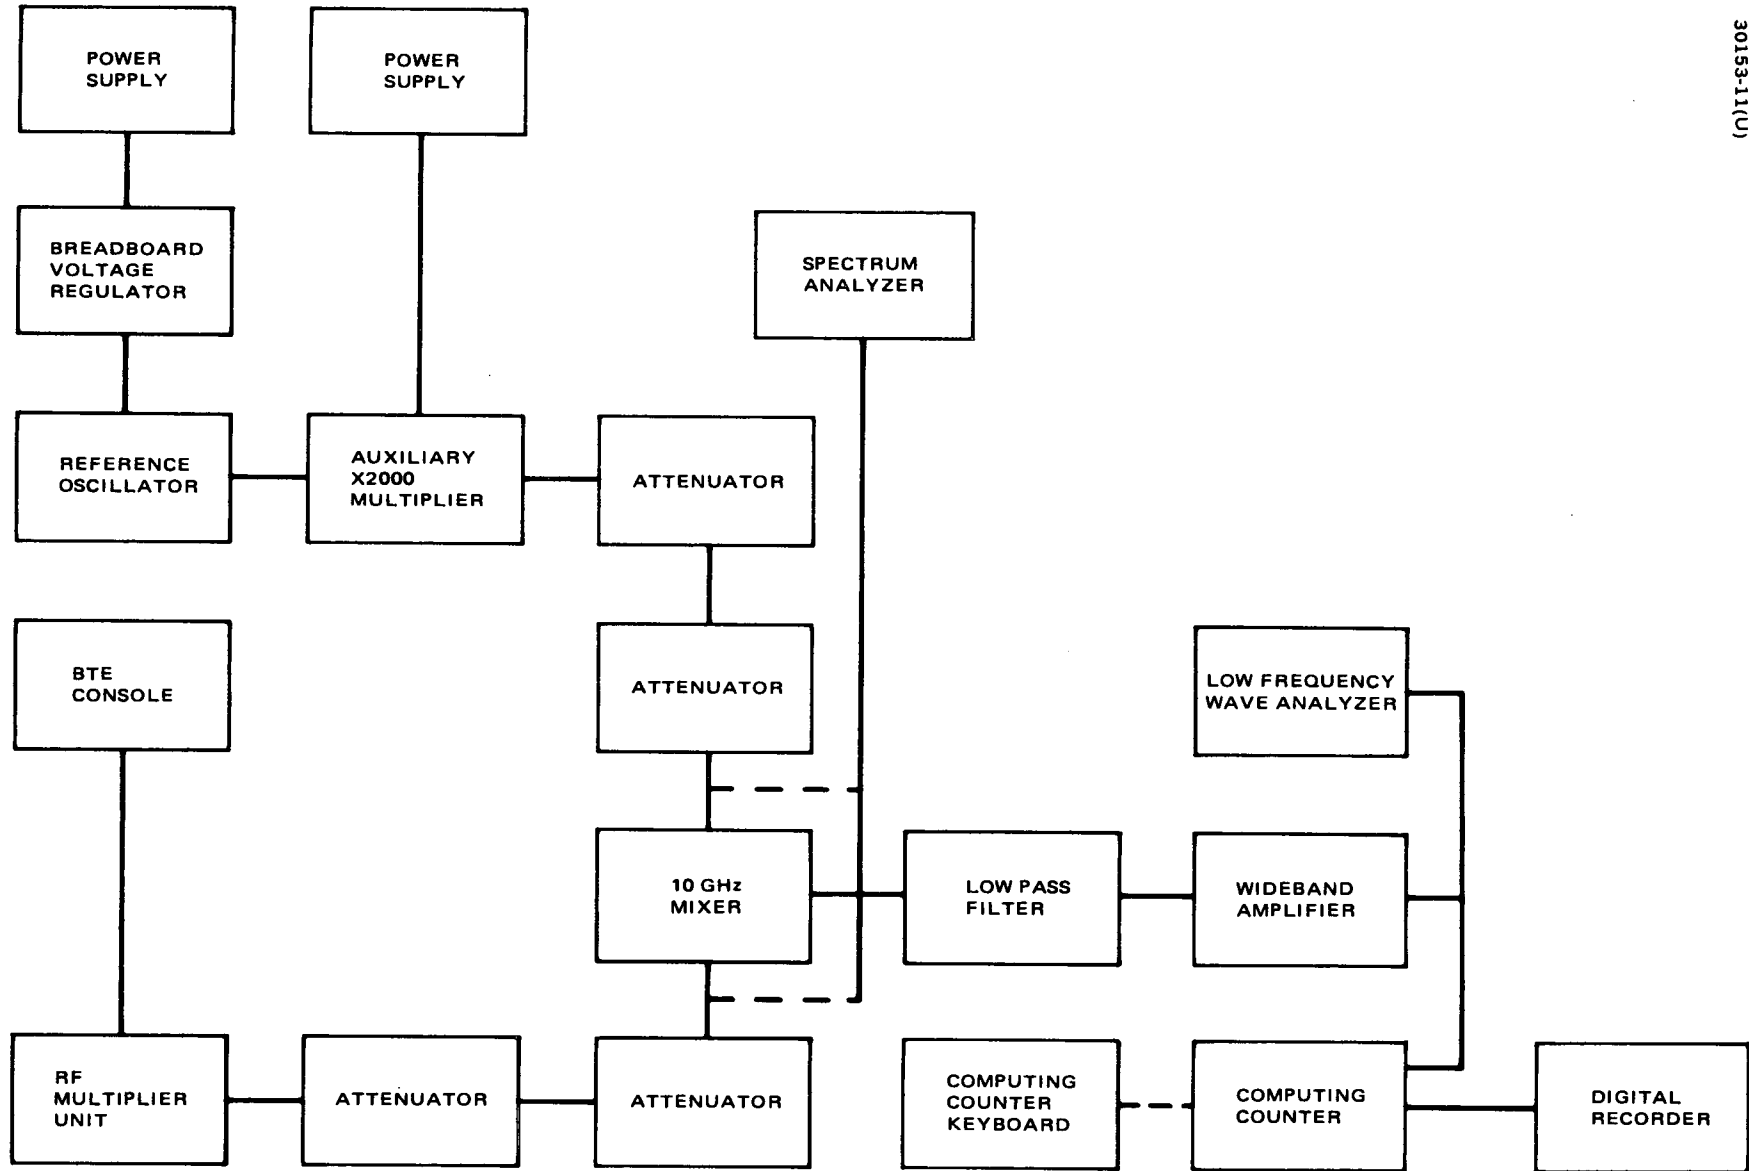 30153-11(U)
POWER
SUPPLY
POWER
SUPPLY
BREADBOARD
VOLTAGE
REGULATOR
SPECTRUM
ANALYZER
REFERENCE
OSCILLATOR
AUXILIARY
X2000
MULTIPLIER
ATTENUATOR
BTE
CONSOLE
ATTENUATOR
LOW FREQUENCY
WAVE ANALYZER
10 GHz
MIXER
LOW PASS
FILTER
WIDEBAND
AMPLIFIER
RF
MULTIPLIER
UNIT
ATTENUATOR
ATTENUATOR
COMPUTING
COUNTER
KEYBOARD
COMPUTING
COUNTER
DIGITAL
RECORDER